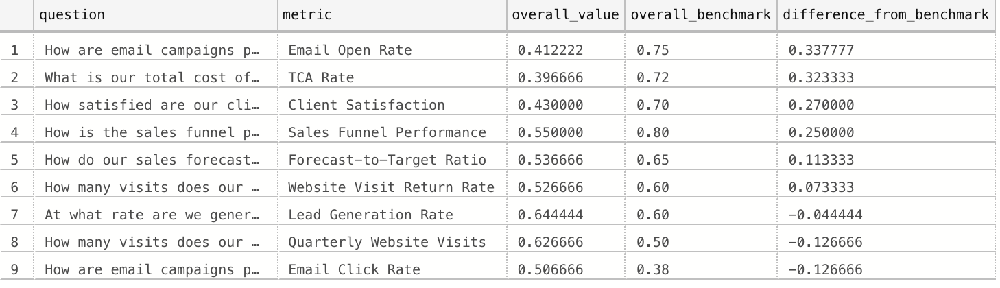 question metric overall_value overall_benchmark difference_from_benchmark
1 How are email campaigns p… Email Open Rate 0.412222 0.75 0.337777
2 What is our total cost of… TCA Rate 0.396666 0.72 0.323333
3 How satisfied are our cli… Client Satisfaction 0.430000 0.70 0.270000
4 How is the sales funnel p… Sales Funnel Performance 0.550000 0.80 0.250000
5 How do our sales forecast… Forecast-to-Target Ratio 0.536666 0.65 0.113333
6 How many visits does our … Website Visit Return Rate 0.526666 0.60 0.073333
7 At what rate are we gener… Lead Generation Rate 0.644444 0.60 -0.044444
8 How many visits does our … Quarterly Website Visits 0.626666 0.50 -0.126666
9 How are email campaigns p… Email Click Rate 0.506666 0.38 -0.126666